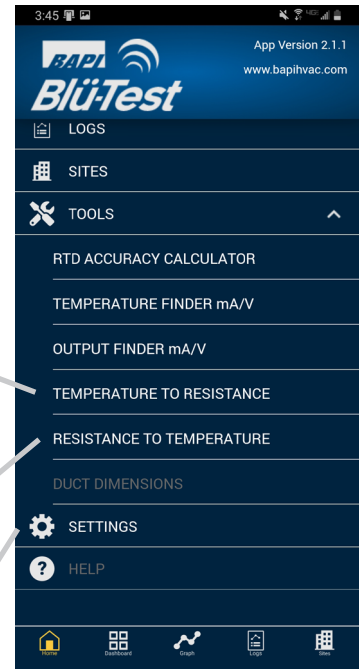 3:45
App Version 2.1.1
BAPI
www.bapihvac.com
Blü-Test
LOGS
SITES
TOOLS
RTD ACCURACY CALCULATOR
TEMPERATURE FINDER mA/V
OUTPUT FINDER mA/V
TEMPERATURE TO RESISTANCE
RESISTANCE TO TEMPERATURE
DUCT DIMENSIONS
SETTINGS
? HELP
Home Dashboard Graph Logs Sites